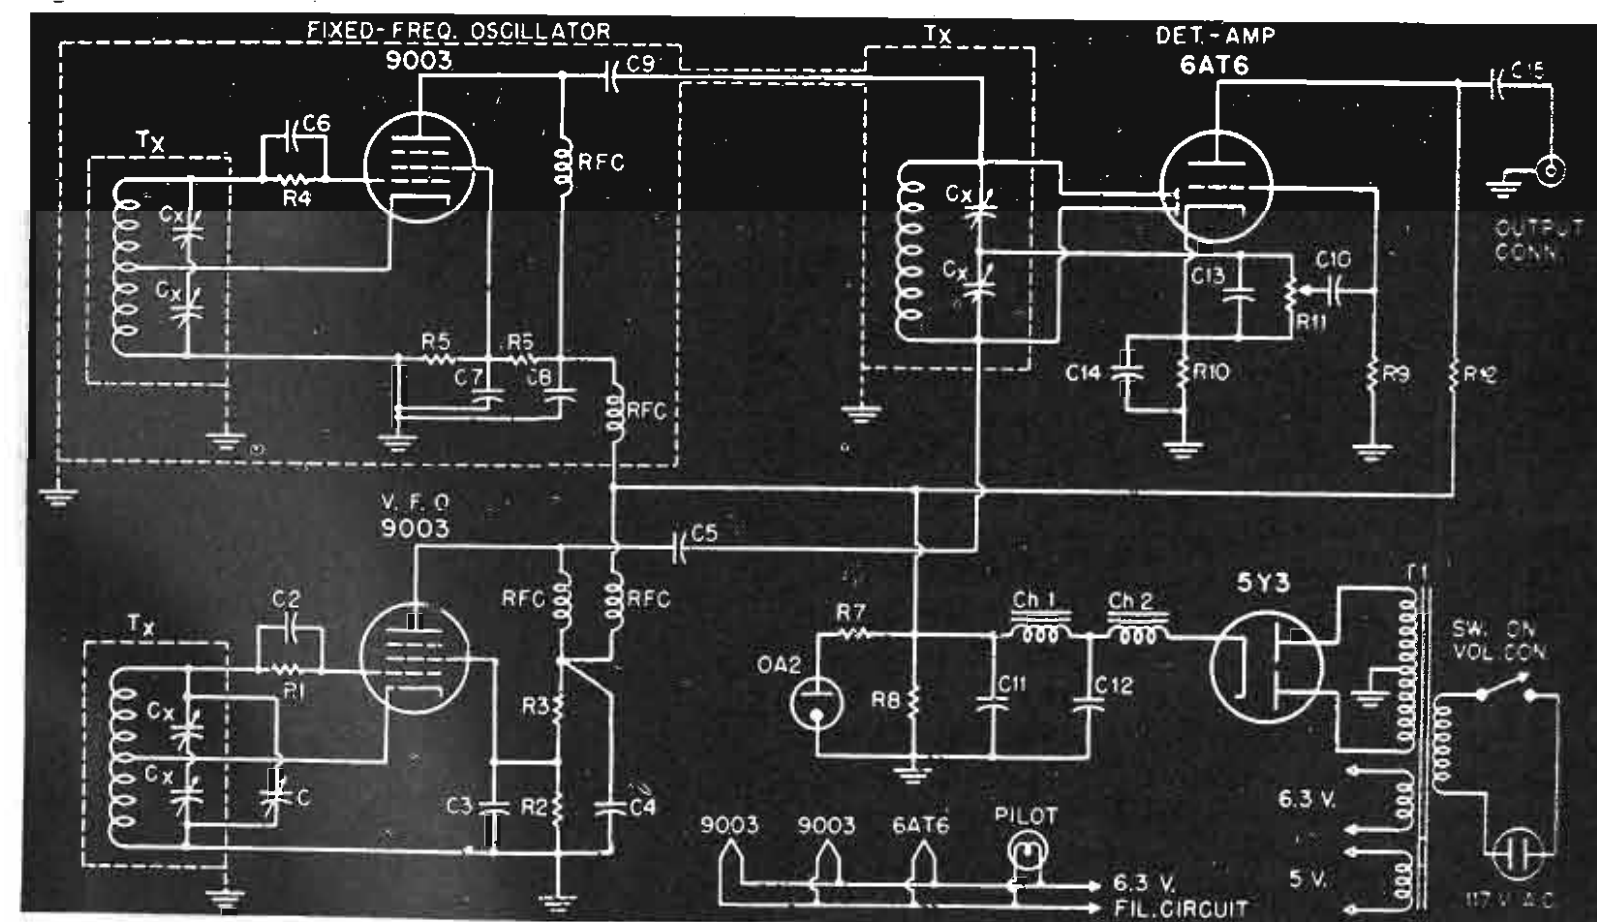 FIXED-FREQ. OSCILLATOR
9003
C9
Tx
DET.-AMP
6AT6
C15
C6
Tx
RFC
R4
Cx
Cx
Cx
Cx
OUTPUT
CONN.
C13
C10
R11
R5
R5
C7
C8
RFC
C14
R10
R9
R12
V. F. O
9003
C5
C2
RFC
RFC
R7
Ch 1
Ch 2
5Y3
T1
Tx
R1
SW. ON
VOL. CON.
OA2
R8
C11
C12
R3
Cx
Cx
C
C3
R2
C4
6.3 V.
9003
9003
6AT6
PILOT
5 V.
6.3 V.
FIL. CIRCUIT
117 V. A.C.